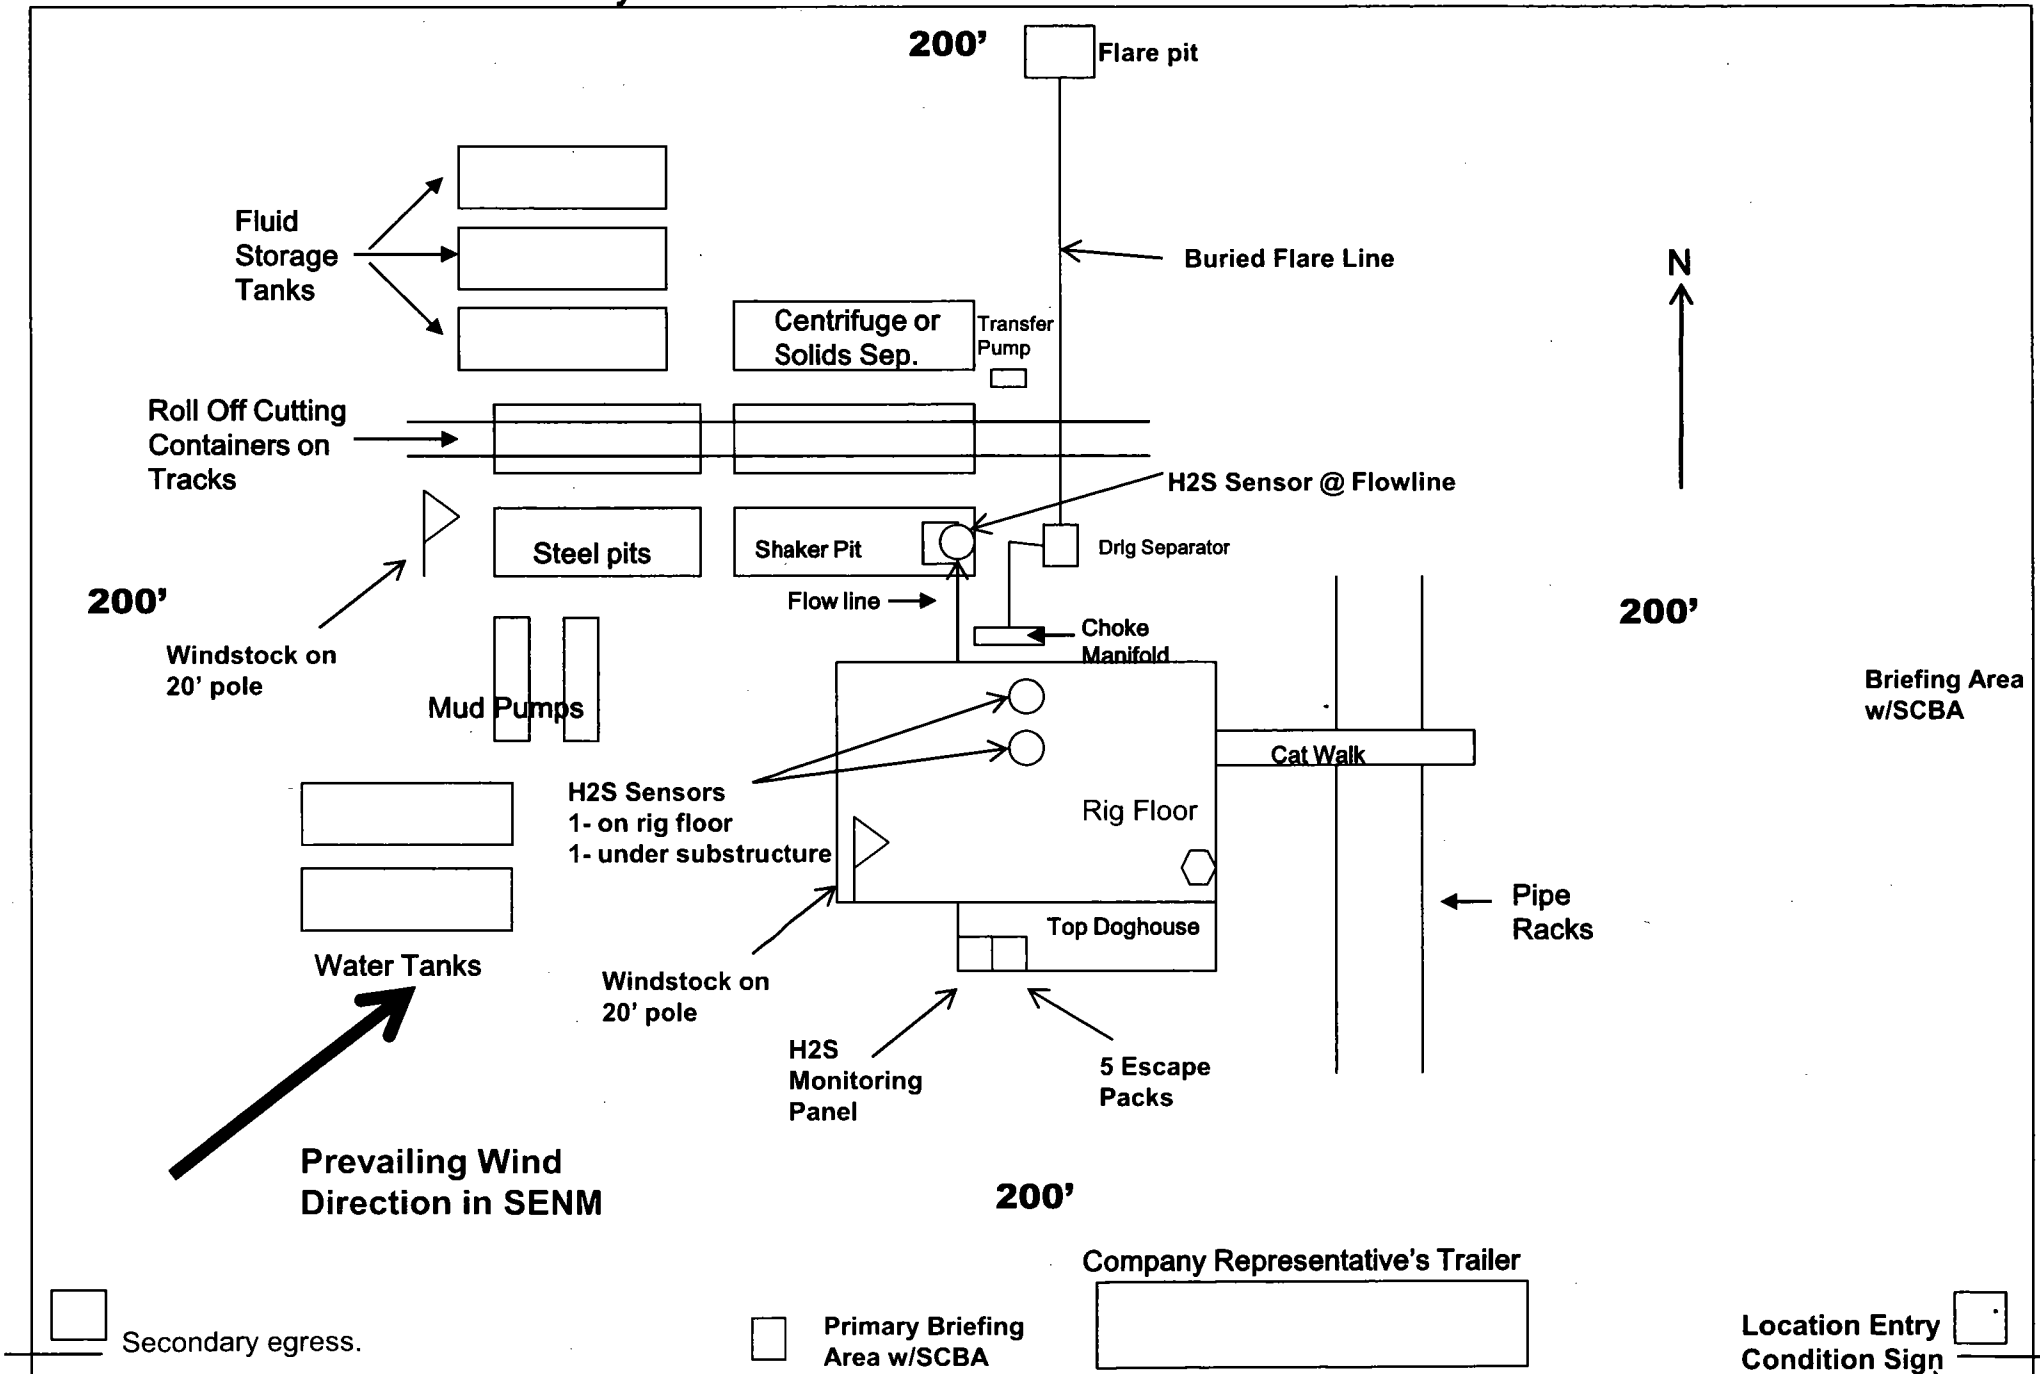 200’
Flare pit
Fluid
Storage
Tanks
Buried Flare Line
N
Centrifuge or
Solids Sep.
Transfer
Pump
Roll Off Cutting
Containers on
Tracks
H2S Sensor @ Flowline
Steel pits
Shaker Pit
Drlg Separator
200’
Flow line
200’
Choke
Manifold
Windstock on
20’ pole
Mud Pumps
Briefing Area
w/SCBA
Cat Walk
H2S Sensors
1- on rig floor
1- under substructure
Rig Floor
Pipe
Racks
Top Doghouse
Water Tanks
Windstock on
20’ pole
H2S
Monitoring
Panel
5 Escape
Packs
Prevailing Wind
Direction in SENM
200’
Company Representative’s Trailer
Secondary egress.
Primary Briefing
Area w/SCBA
Location Entry
Condition Sign